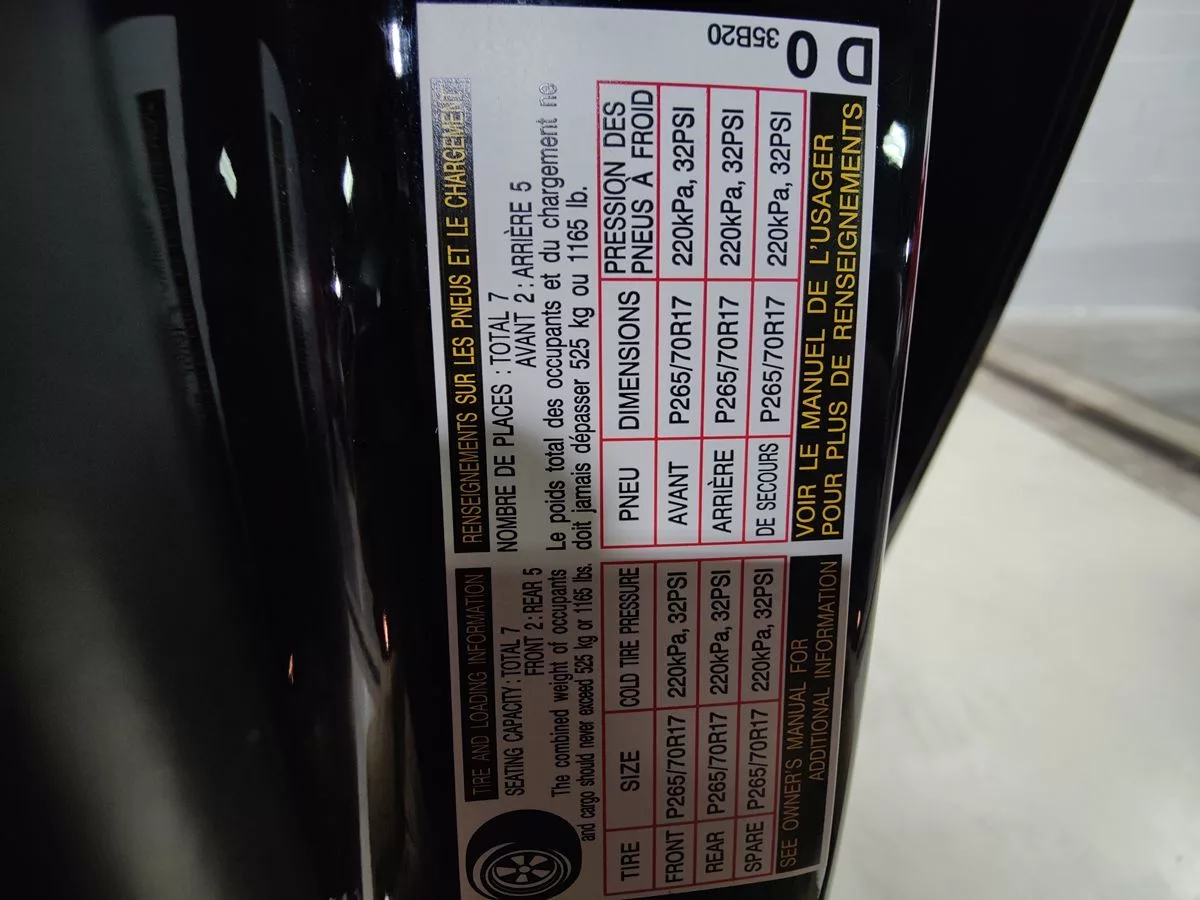 TIRE AND LOADING INFORMATION
SEATING CAPACITY : TOTAL 7
FRONT 2 : REAR 5
The combined weight of occupants
and cargo should never exceed 525 kg or 1165 lbs.
TIRE SIZE COLD TIRE PRESSURE
FRONT P265/70R17 220kPa, 32PSI
REAR P265/70R17 220kPa, 32PSI
SPARE P265/70R17 220kPa, 32PSI
SEE OWNER'S MANUAL FOR
ADDITIONAL INFORMATION
RENSEIGNEMENTS SUR LES PNEUS ET LE CHARGEMENT
NOMBRE DE PLACES : TOTAL 7
AVANT 2 : ARRIÈRE 5
Le poids total des occupants et du chargement ne
doit jamais dépasser 525 kg ou 1165 lb.
PNEU DIMENSIONS PRESSION DES
PNEUS À FROID
AVANT P265/70R17 220kPa, 32PSI
ARRIÈRE P265/70R17 220kPa, 32PSI
DE SECOURS P265/70R17 220kPa, 32PSI
VOIR LE MANUEL DE L'USAGER
POUR PLUS DE RENSEIGNEMENTS
35B20
D 0